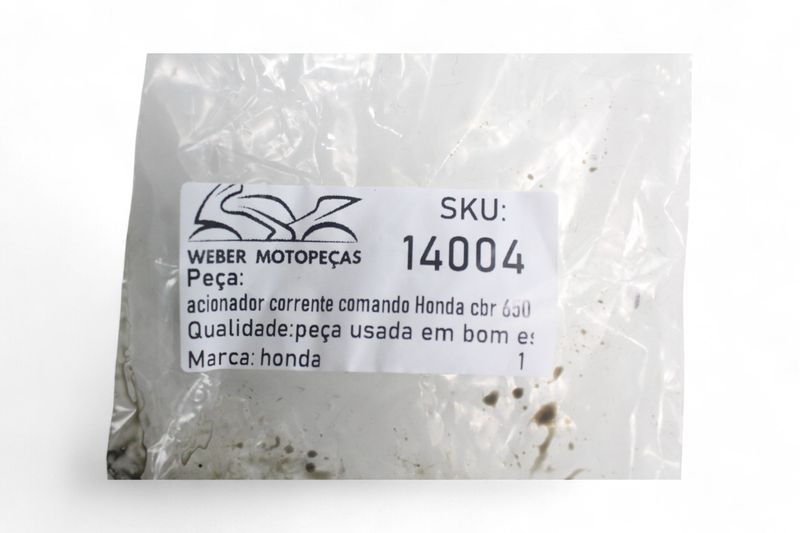 SKU:
14004
WEBER MOTOPEÇAS
Peça:
acionador corrente comando Honda cbr 650
Qualidade:peça usada em bom es
Marca: honda 1